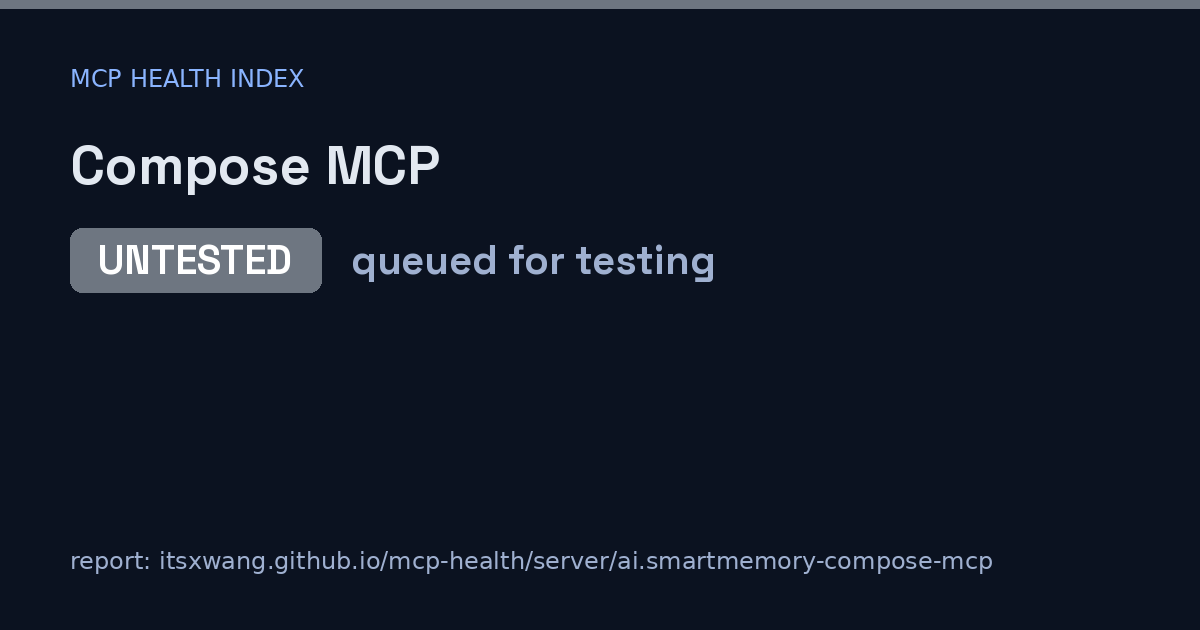 MCP HEALTH INDEX
Compose MCP
UNTESTED queued for testing
report: itsxwang.github.io/mcp-health/server/ai.smartmemory-compose-mcp